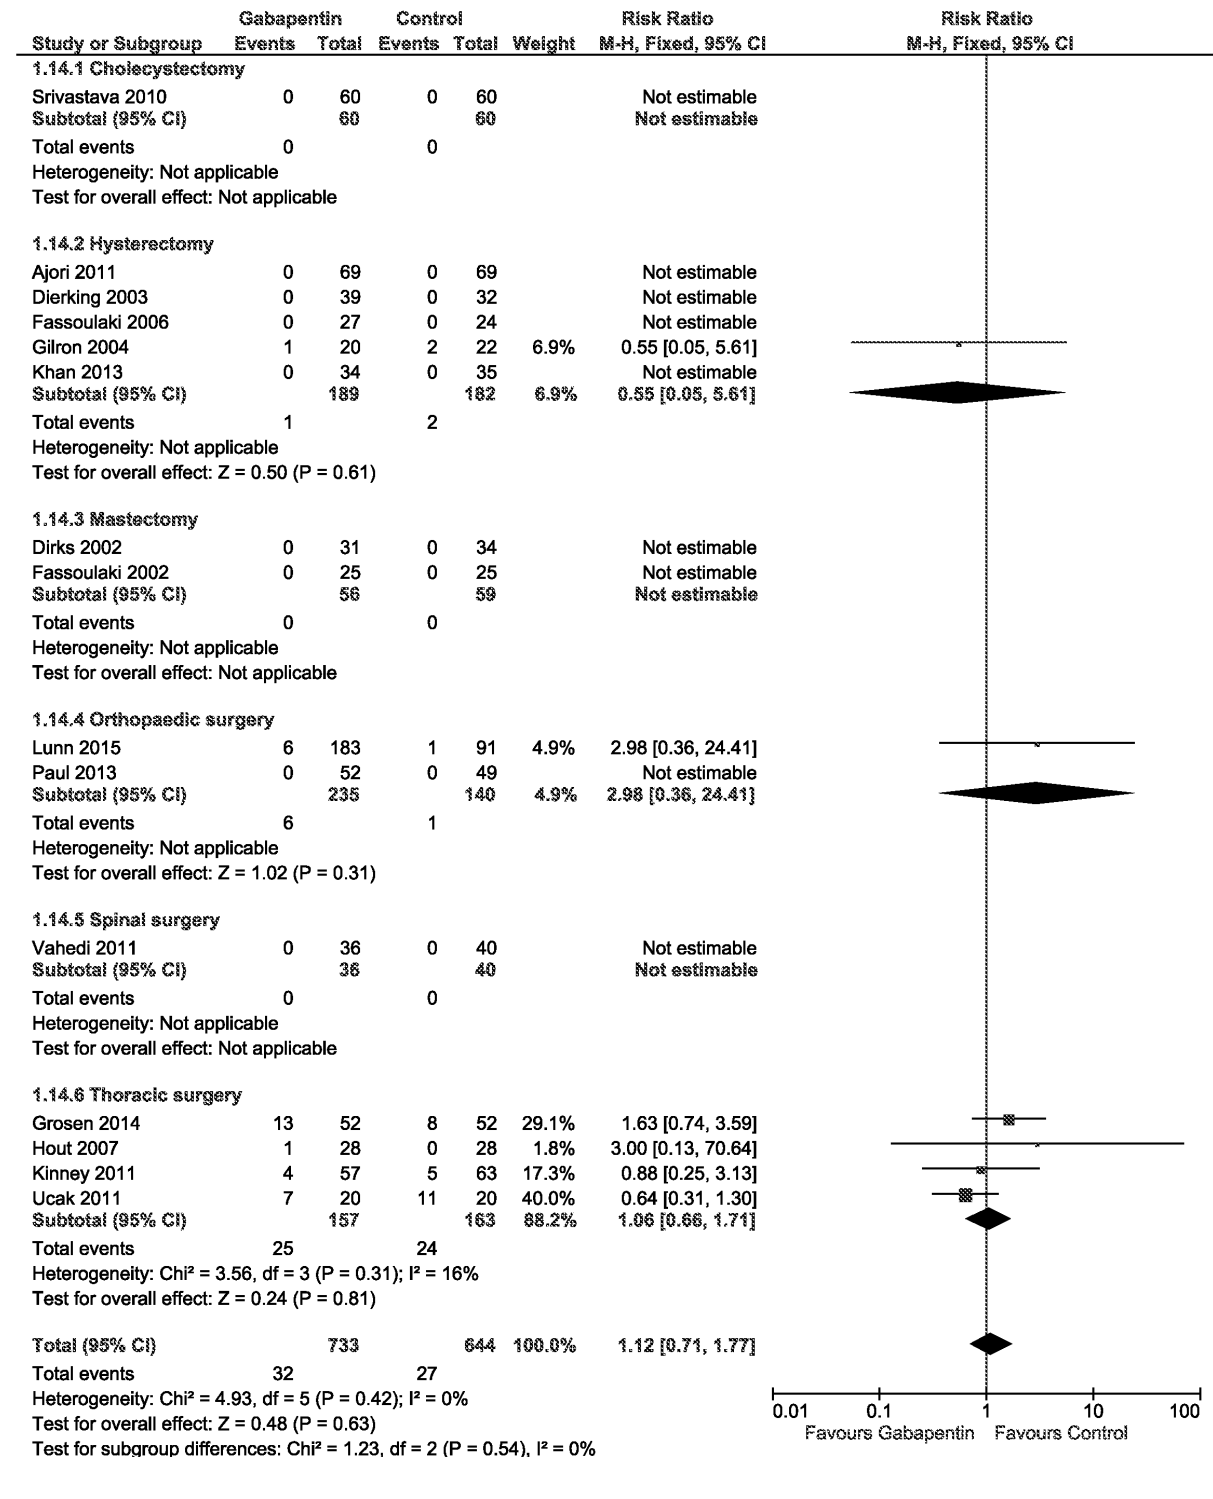 Gabapentin Control Risk Ratio Risk Ratio
Study or Subgroup Events Total Events Total Weight M-H, Fixed, 95% CI M-H, Fixed, 95% CI
1.14.1 Cholecystectomy
Srivastava 2010 0 60 0 60 Not estimable
Subtotal (95% CI) 60 60 Not estimable
Total events 0 0
Heterogeneity: Not applicable
Test for overall effect: Not applicable
1.14.2 Hysterectomy
Ajori 2011 0 69 0 69 Not estimable
Dierking 2003 0 39 0 32 Not estimable
Fassoulaki 2006 0 27 0 24 Not estimable
Gilron 2004 1 20 2 22 6.9% 0.55 [0.05, 5.61]
Khan 2013 0 34 0 35 Not estimable
Subtotal (95% CI) 189 182 6.9% 0.55 [0.05, 5.61]
Total events 1 2
Heterogeneity: Not applicable
Test for overall effect: Z = 0.50 (P = 0.61)
1.14.3 Mastectomy
Dirks 2002 0 31 0 34 Not estimable
Fassoulaki 2002 0 25 0 25 Not estimable
Subtotal (95% CI) 56 59 Not estimable
Total events 0 0
Heterogeneity: Not applicable
Test for overall effect: Not applicable
1.14.4 Orthopaedic surgery
Lunn 2015 6 183 1 91 4.9% 2.98 [0.36, 24.41]
Paul 2013 0 52 0 49 Not estimable
Subtotal (95% CI) 235 140 4.9% 2.98 [0.36, 24.41]
Total events 6 1
Heterogeneity: Not applicable
Test for overall effect: Z = 1.02 (P = 0.31)
1.14.5 Spinal surgery
Vahedi 2011 0 36 0 40 Not estimable
Subtotal (95% CI) 36 40 Not estimable
Total events 0 0
Heterogeneity: Not applicable
Test for overall effect: Not applicable
1.14.6 Thoracic surgery
Grosen 2014 13 52 8 52 29.1% 1.63 [0.74, 3.59]
Hout 2007 1 28 0 28 1.8% 3.00 [0.13, 70.64]
Kinney 2011 4 57 5 63 17.3% 0.88 [0.25, 3.13]
Ucak 2011 7 20 11 20 40.0% 0.64 [0.31, 1.30]
Subtotal (95% CI) 157 163 88.2% 1.06 [0.66, 1.71]
Total events 25 24
Heterogeneity: Chi² = 3.56, df = 3 (P = 0.31); I² = 16%
Test for overall effect: Z = 0.24 (P = 0.81)
Total (95% CI) 733 644 100.0% 1.12 [0.71, 1.77]
Total events 32 27
Heterogeneity: Chi² = 4.93, df = 5 (P = 0.42); I² = 0%
Test for overall effect: Z = 0.48 (P = 0.63)
Test for subgroup differences: Chi² = 1.23, df = 2 (P = 0.54), I² = 0%
0.01 0.1 1 10 100
Favours Gabapentin Favours Control